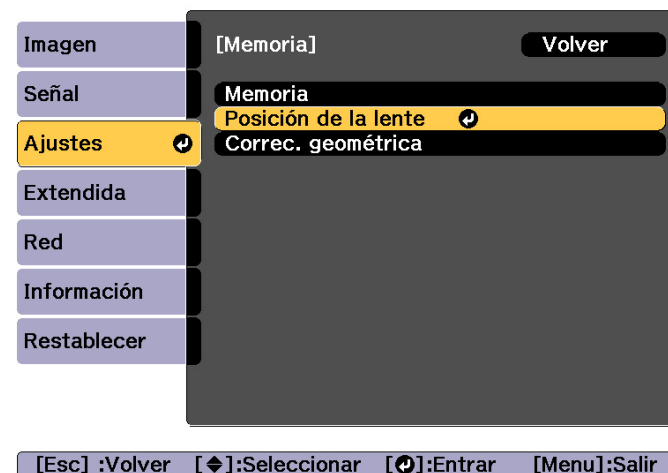 Imagen
Señal
Ajustes
Extendida
Red
Información
Restablecer
[Memoria]
Volver
Memoria
Posición de la lente
Correc. geométrica
[Esc] :Volver [◆]:Seleccionar [↵]:Entrar [Menu]:Salir